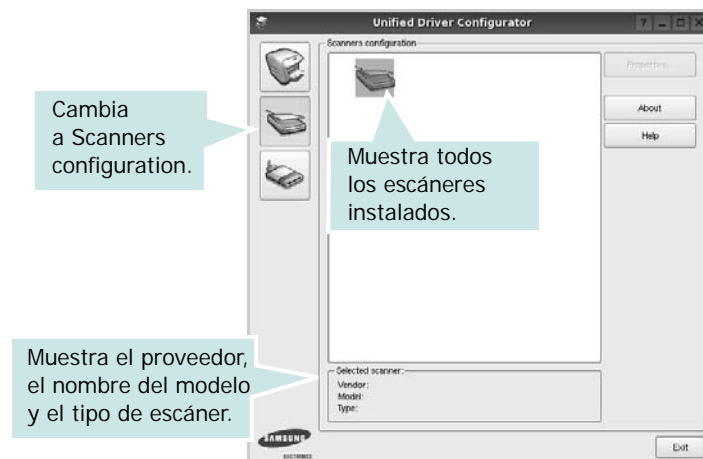 Unified Driver Configurator
Scanners configuration
Properties...
About
Help
Cambia
a Scanners
configuration.
Muestra todos
los escáneres
instalados.
Muestra el proveedor,
el nombre del modelo
y el tipo de escáner.
Selected scanner:
Vendor:
Model:
Type:
SAMSUNG
ELECTRONICS
Exit